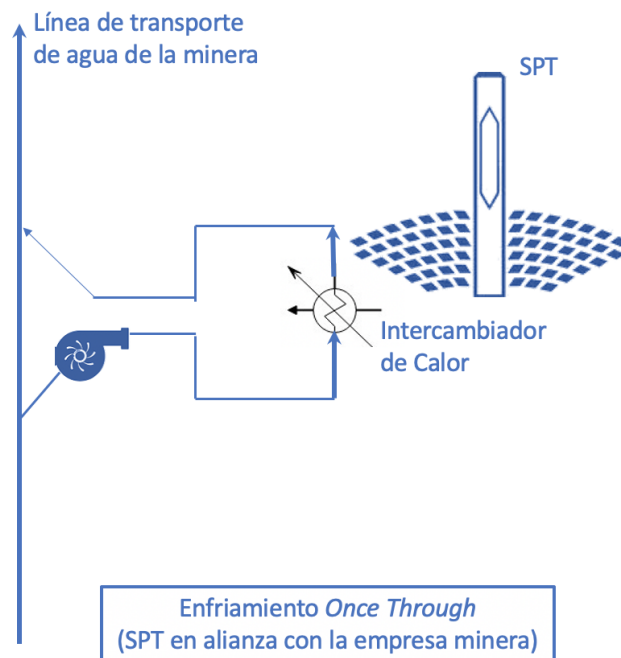 Línea de transporte
de agua de la minera
SPT
Intercambiador
de Calor
Enfriamiento Once Through
(SPT en alianza con la empresa minera)